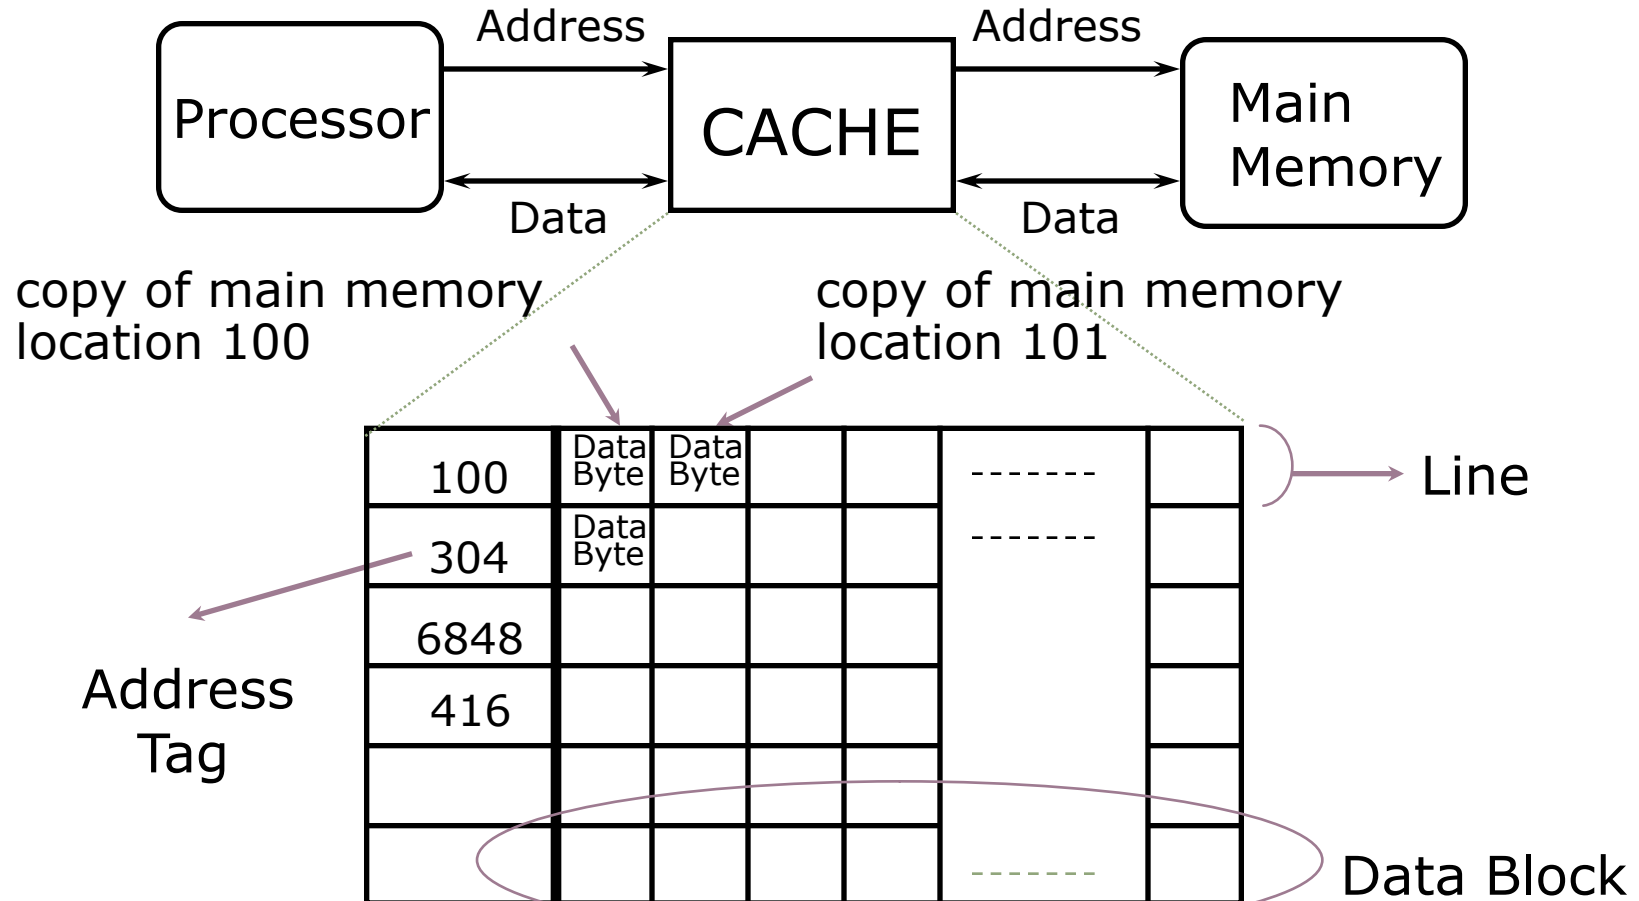 Address
Address
Processor
CACHE
Main
Memory
Data
Data
copy of main memory
location 100
copy of main memory
location 101
100
Data
Byte
Data
Byte
-------
Line
304
Data
Byte
-------
6848
416
Address
Tag
-------
Data Block